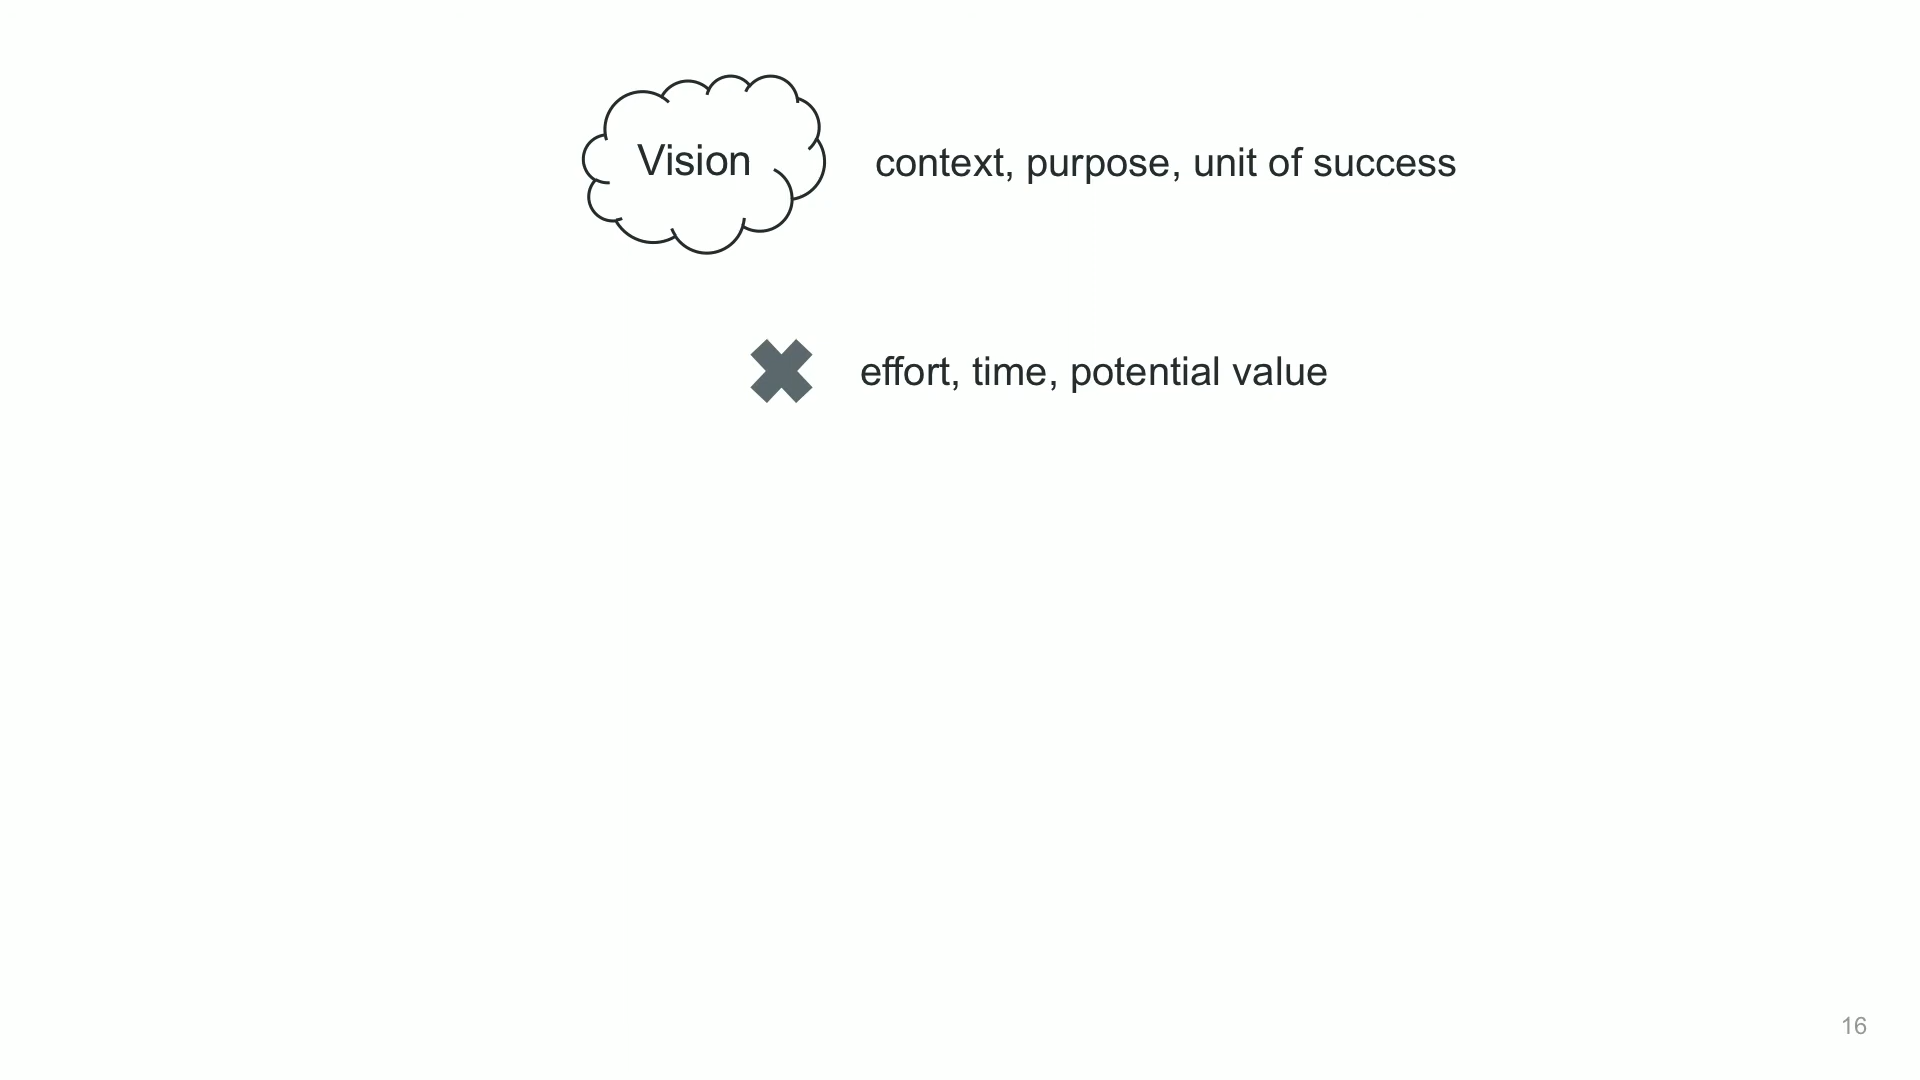 Vision
context, purpose, unit of success
effort, time, potential value
16